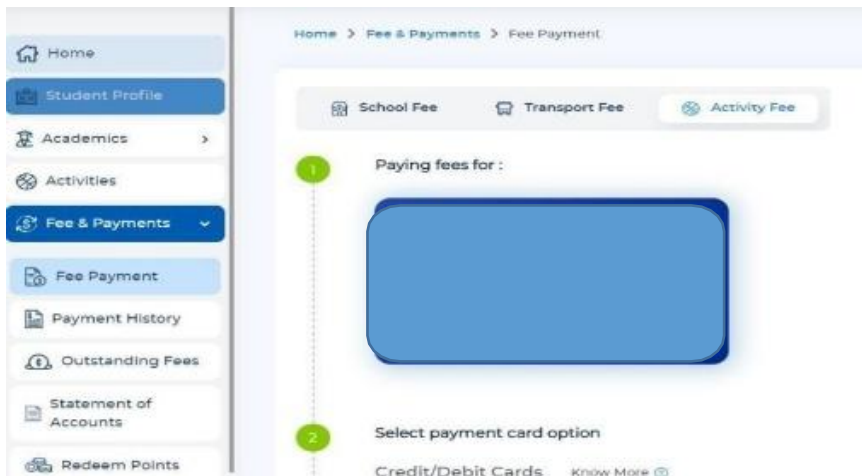 Home
Student Profile
Academics
Activities
Fee & Payments
Fee Payment
Payment History
Outstanding Fees
Statement of
Accounts
Redeem Points
Home > Fee & Payments > Fee Payment
School Fee Transport Fee Activity Fee
1 Paying fees for :
2 Select payment card option
Credit/Debit Cards Know More